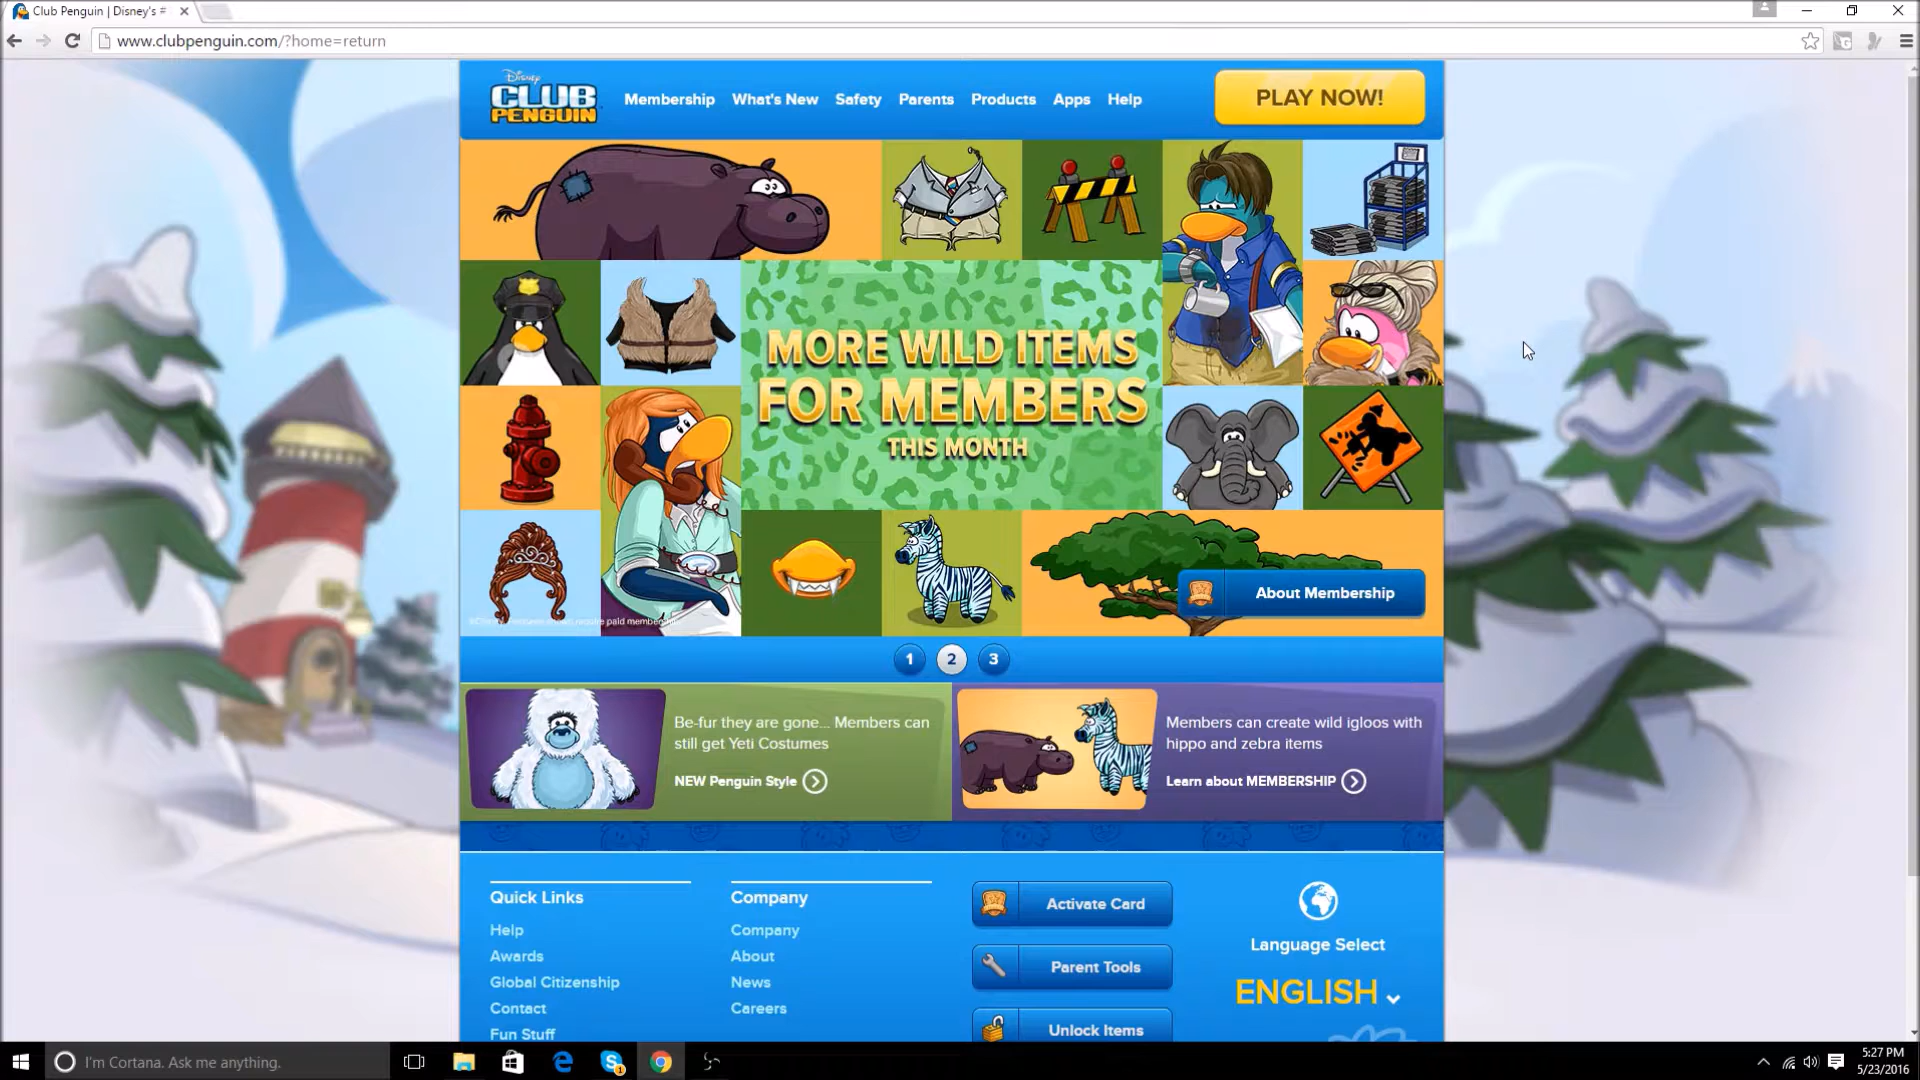 Club Penguin | Disney's #
www.clubpenguin.com/?home=return
Disney
CLUB
PENGUIN
Membership What's New Safety Parents Products Apps Help
PLAY NOW!
MORE WILD ITEMS
FOR MEMBERS
THIS MONTH
About Membership
require paid
1 2 3
Be-fur they are gone... Members can
still get Yeti Costumes
NEW Penguin Style
Members can create wild igloos with
hippo and zebra items
Learn about MEMBERSHIP
Quick Links
Help
Awards
Global Citizenship
Contact
Fun Stuff
Company
Company
About
News
Careers
Activate Card
Parent Tools
Unlock Items
Language Select
ENGLISH
I'm Cortana. Ask me anything.
1
5:27 PM
5/23/2016